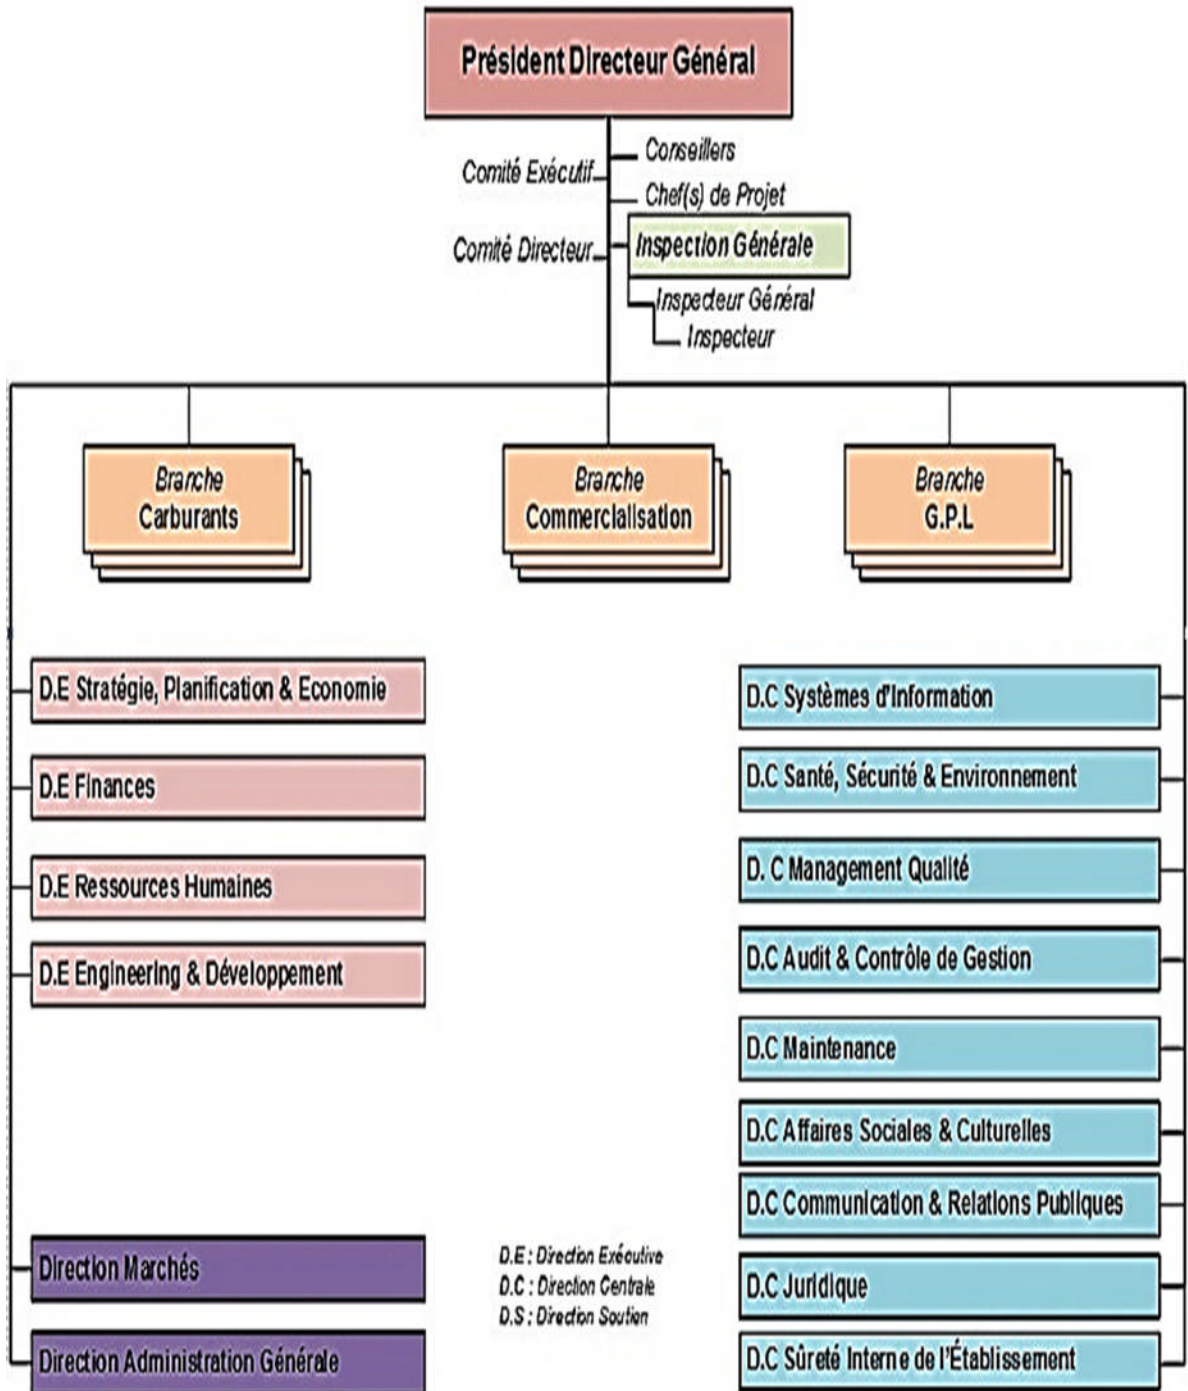 Président Directeur Général
Conseillers
Comité Exécutif
Chef(s) de Projet
Comité Directeur
Inspection Générale
Inspecteur Général
Inspecteur
Branche
Carburants
Branche
Commercialisation
Branche
G.P.L
D.E Stratégie, Planification & Economie
D.E Finances
D.E Ressources Humaines
D.E Engineering & Développement
Direction Marchés
Direction Administration Générale
D.E : Direction Exécutive
D.C : Direction Centrale
D.S : Direction Soutien
D.C Systèmes d'Information
D.C Santé, Sécurité & Environnement
D. C Management Qualité
D.C Audit & Contrôle de Gestion
D.C Maintenance
D.C Affaires Sociales & Culturelles
D.C Communication & Relations Publiques
D.C Juridique
D.C Sûreté Interne de l'Établissement